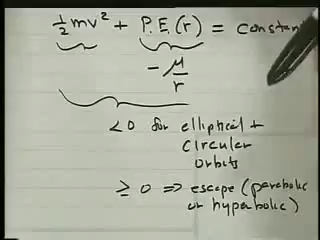 ½mv² + P.E.(r) = constan
- μ/r
<0 for elliptical +
circular
orbits
≥ 0 ⇒ escape (parabolic
or hyperbolic)